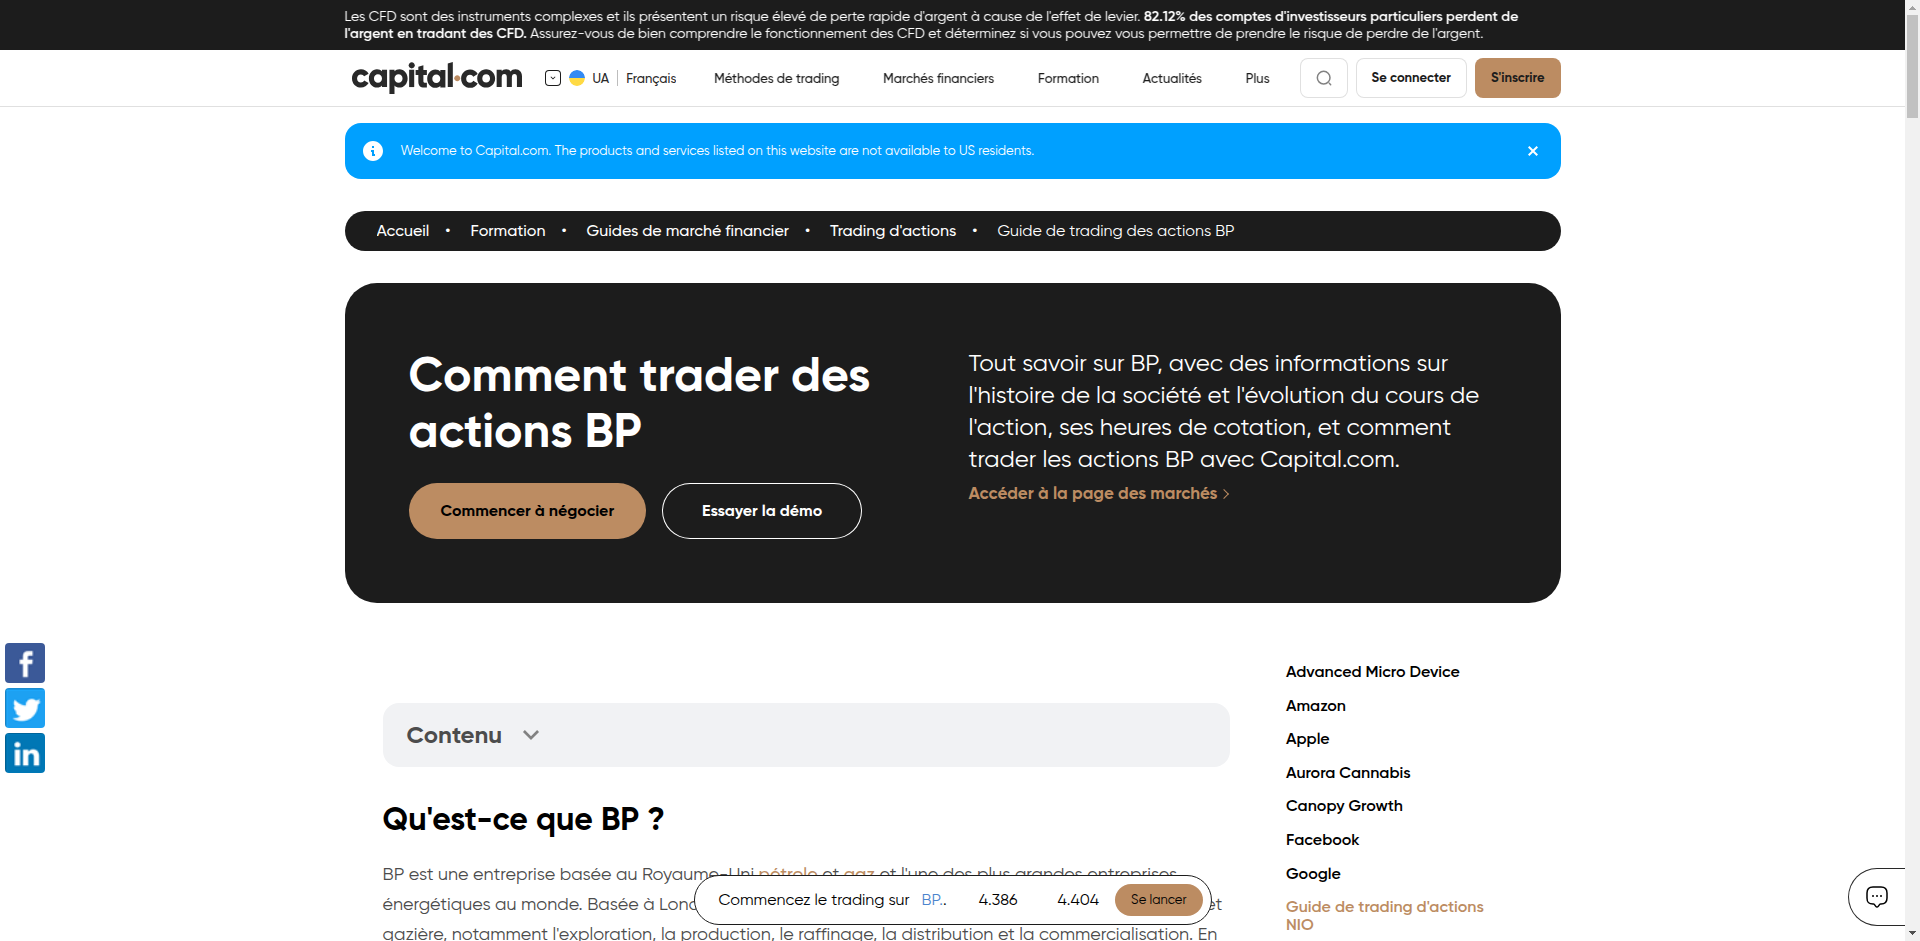 Les CFD sont des instruments complexes et ils présentent un risque élevé de perte rapide d'argent à cause de l'effet de levier. 82.12% des comptes d'investisseurs particuliers perdent de
l'argent en tradant des CFD. Assurez-vous de bien comprendre le fonctionnement des CFD et déterminez si vous pouvez vous permettre de prendre le risque de perdre de l'argent.
capital.com UA Français Méthodes de trading Marchés financiers Formation Actualités Plus Se connecter S'inscrire
Welcome to Capital.com. The products and services listed on this website are not available to US residents.
Accueil • Formation • Guides de marché financier • Trading d'actions • Guide de trading des actions BP
Comment trader des
actions BP
Commencer à négocier Essayer la démo
Tout savoir sur BP, avec des informations sur
l'histoire de la société et l'évolution du cours de
l'action, ses heures de cotation, et comment
trader les actions BP avec Capital.com.
Accéder à la page des marchés
Contenu
Qu'est-ce que BP ?
BP est une entreprise basée au Royaume-Uni pétrole et gaz et l'une des plus grandes entreprises
énergétiques au monde. Basée à Lond et
gazière, notamment l'exploration, la production, le raffinage, la distribution et la commercialisation. En
Commencez le trading sur BP.. 4.386 4.404 Se lancer
Advanced Micro Device
Amazon
Apple
Aurora Cannabis
Canopy Growth
Facebook
Google
Guide de trading d'actions
NIO